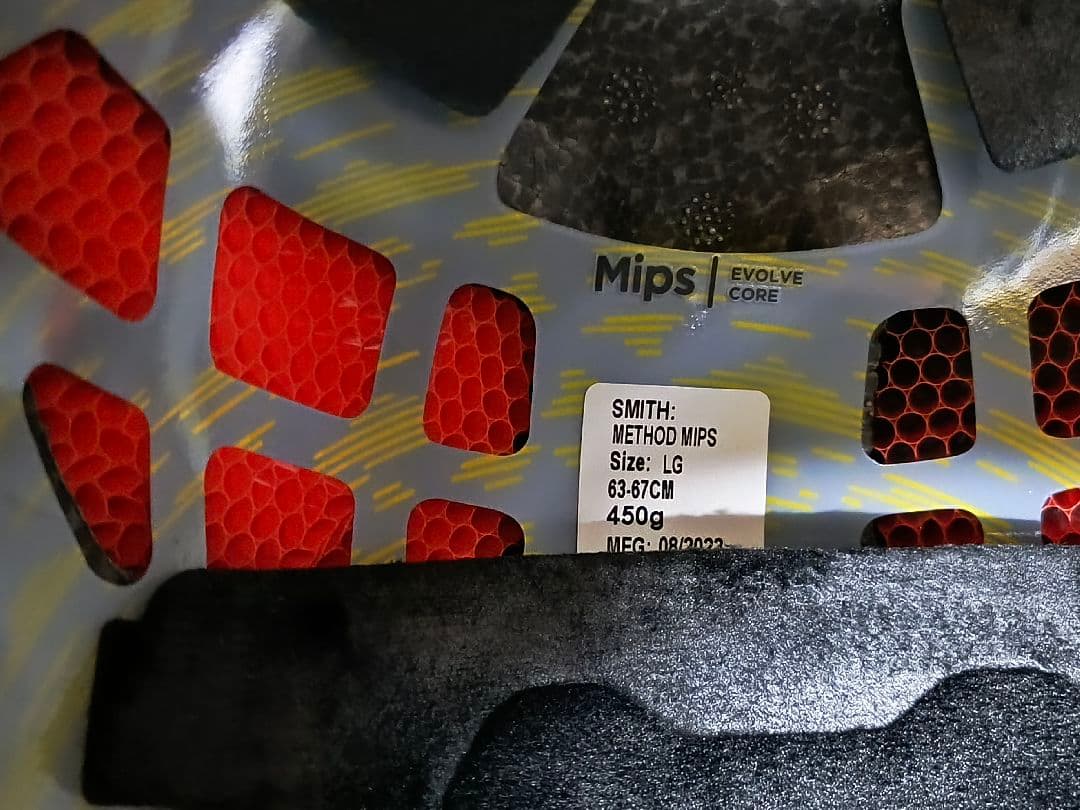 Mips | EVOLVE
CORE
SMITH:
METHOD MIPS
Size: LG
63-67CM
450g
MFG: 08/2023